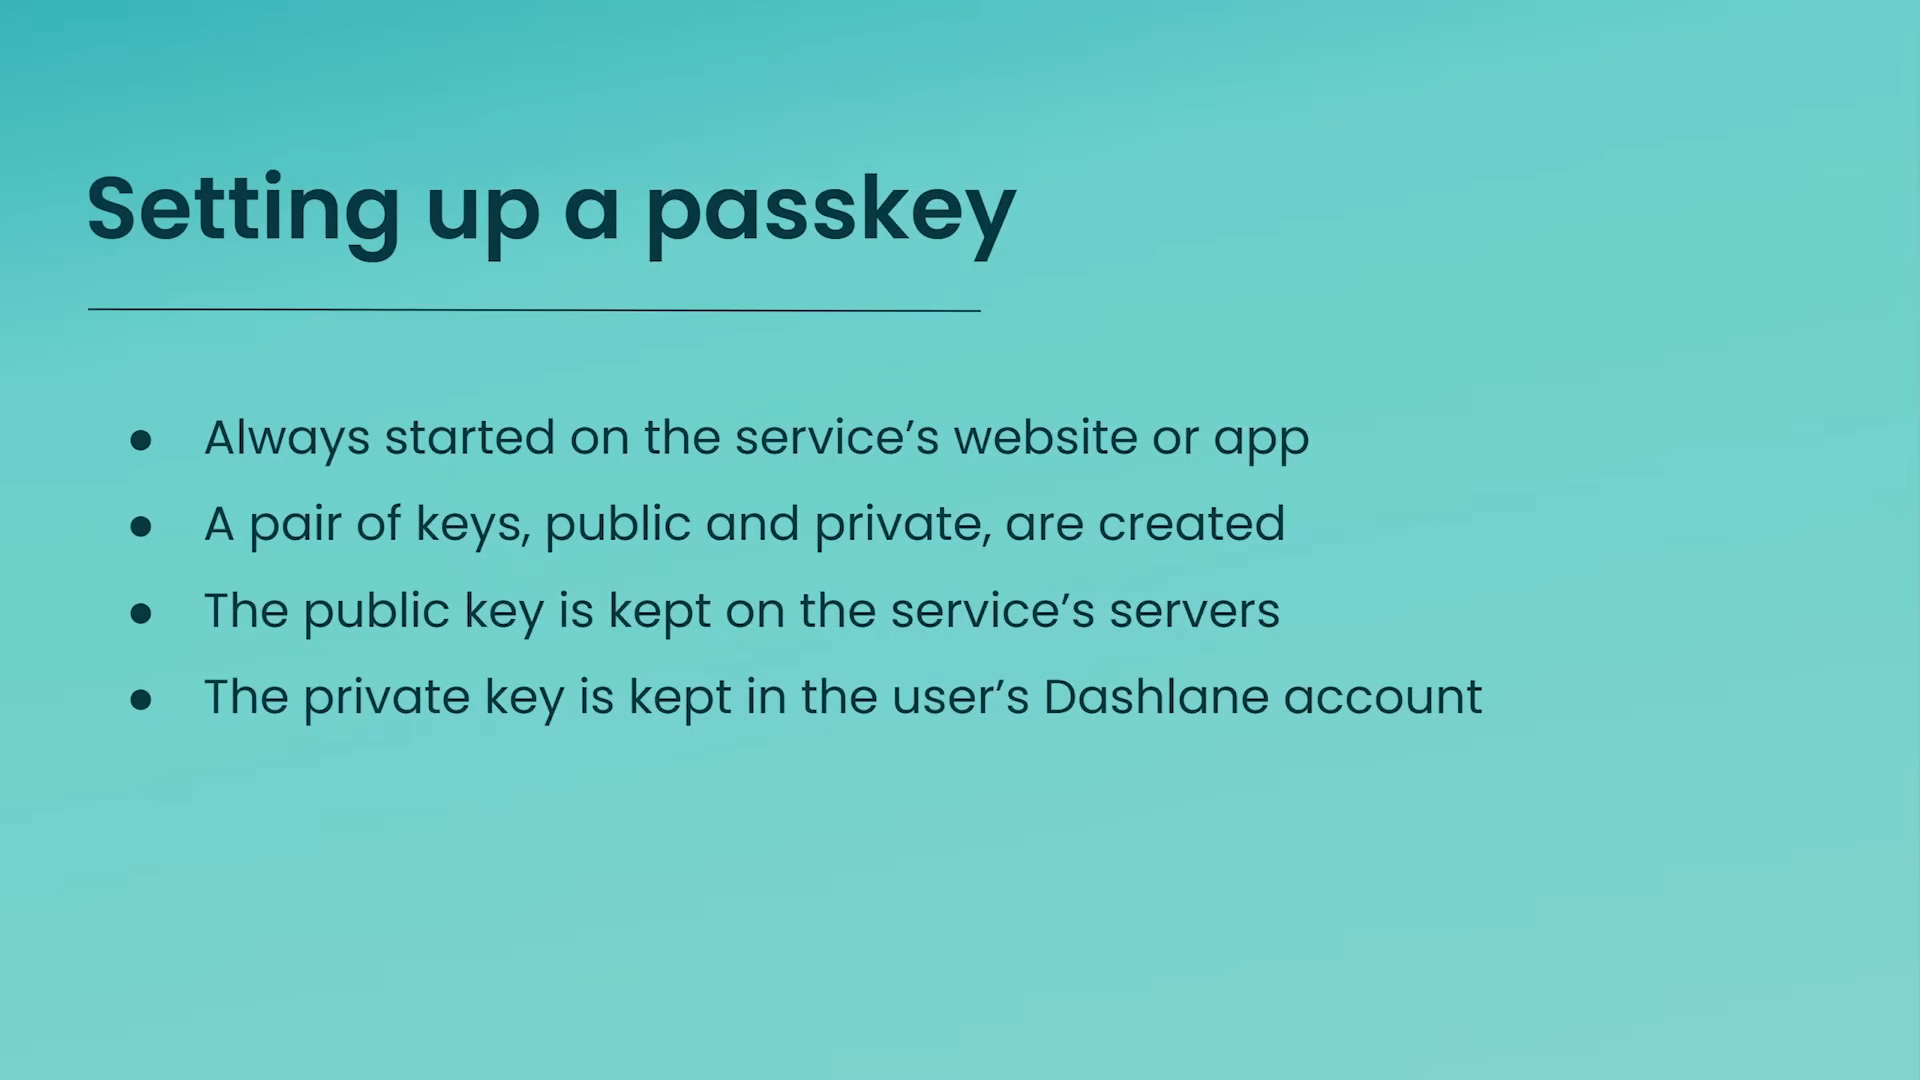 Setting up a passkey
● Always started on the service’s website or app
● A pair of keys, public and private, are created
● The public key is kept on the service’s servers
● The private key is kept in the user’s Dashlane account